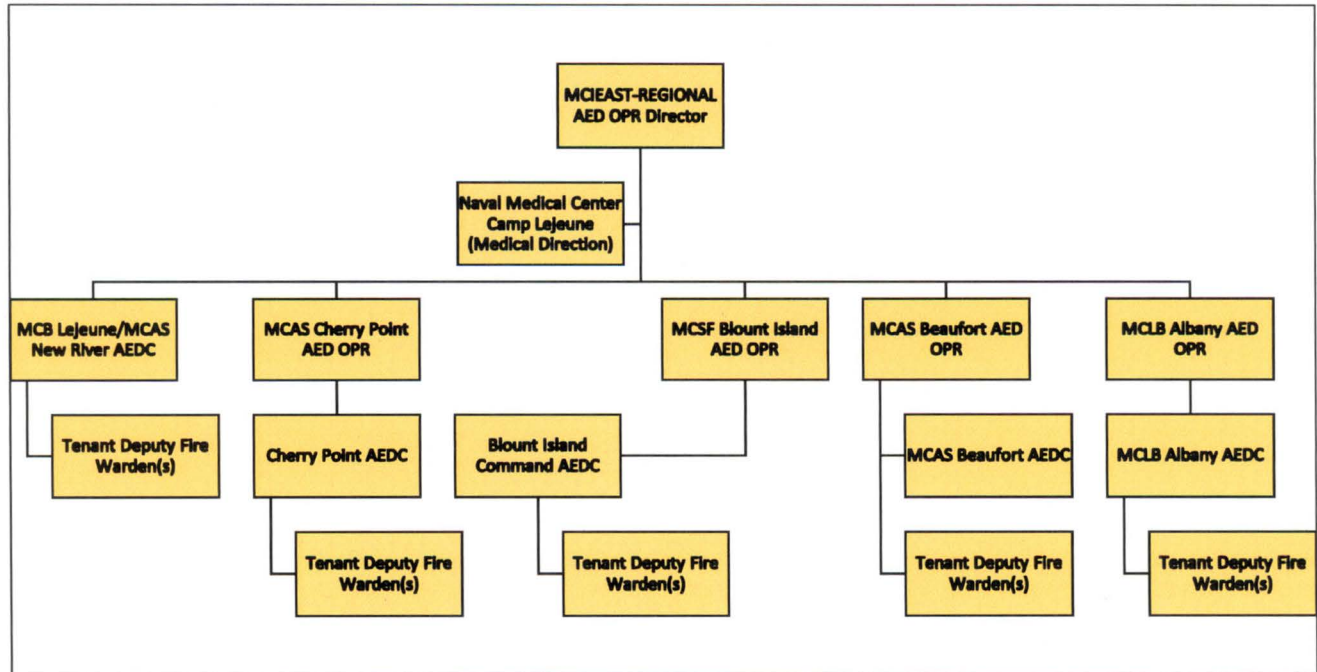 MCIEAST-REGIONAL
AED OPR Director
Naval Medical Center
Camp Lejeune
(Medical Direction)
MCB Lejeune/MCAS
New River AEDC
MCAS Cherry Point
AED OPR
MCSF Blount Island
AED OPR
MCAS Beaufort AED
OPR
MCLB Albany AED
OPR
Tenant Deputy Fire
Warden(s)
Cherry Point AEDC
Blount Island
Command AEDC
MCAS Beaufort AEDC
MCLB Albany AEDC
Tenant Deputy Fire
Warden(s)
Tenant Deputy Fire
Warden(s)
Tenant Deputy Fire
Warden(s)
Tenant Deputy Fire
Warden(s)